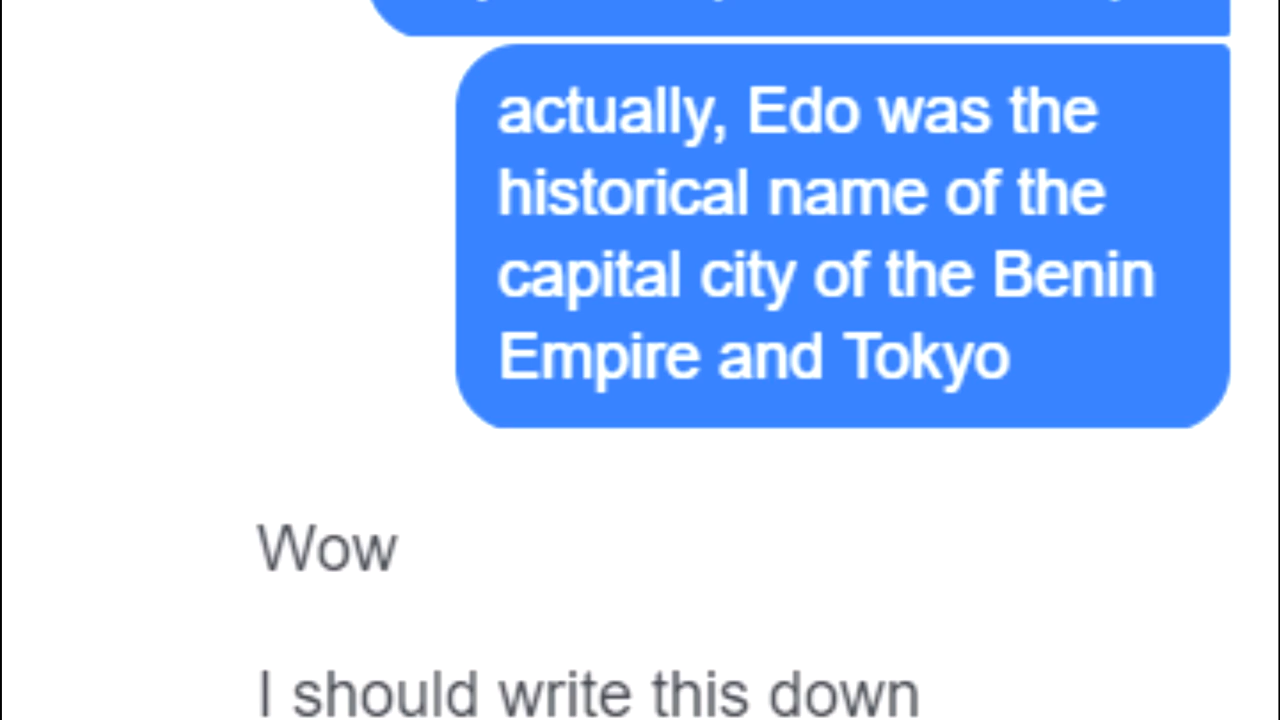 actually, Edo was the
historical name of the
capital city of the Benin
Empire and Tokyo
Wow
I should write this down